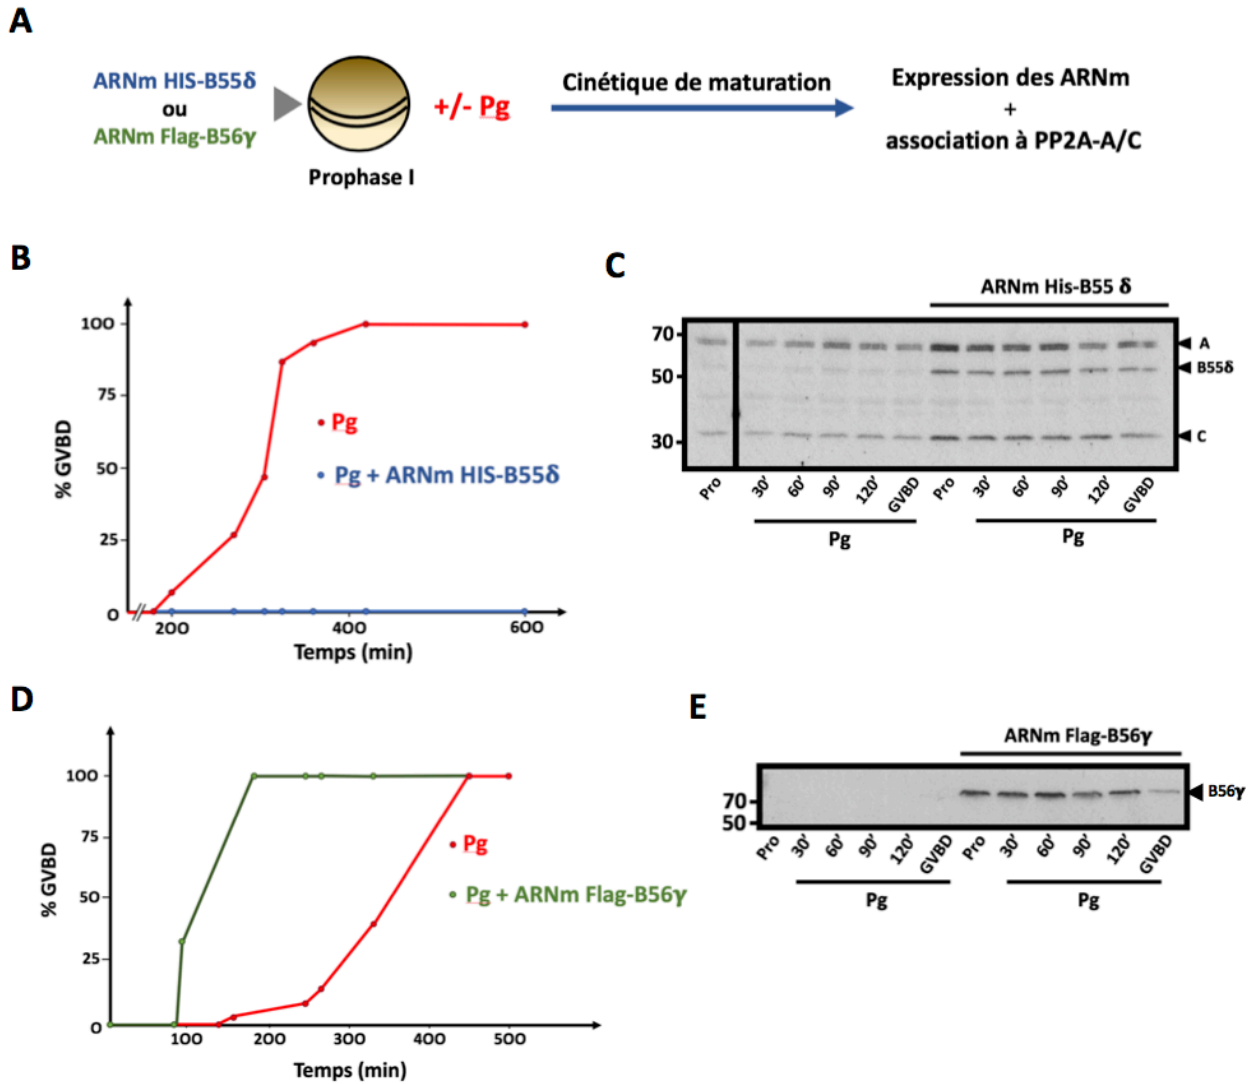 A
ARNm HIS-B55δ
ou
ARNm Flag-B56γ
+/- Pg
Prophase I
Cinétique de maturation
Expression des ARNm
+
association à PP2A-A/C
B
% GVBD
100
75
50
25
0
200
400
600
Temps (min)
Pg
Pg + ARNm HIS-B55δ
C
ARNm His-B55 δ
70
50
30
A
B55δ
C
Pro
30'
60'
90'
120'
GVBD
Pro
30'
60'
90'
120'
GVBD
Pg
Pg
D
% GVBD
100
75
50
25
0
100
200
300
400
500
Temps (min)
Pg
Pg + ARNm Flag-B56γ
E
ARNm Flag-B56γ
70
50
B56γ
Pro
30'
60'
90'
120'
GVBD
Pro
30'
60'
90'
120'
GVBD
Pg
Pg